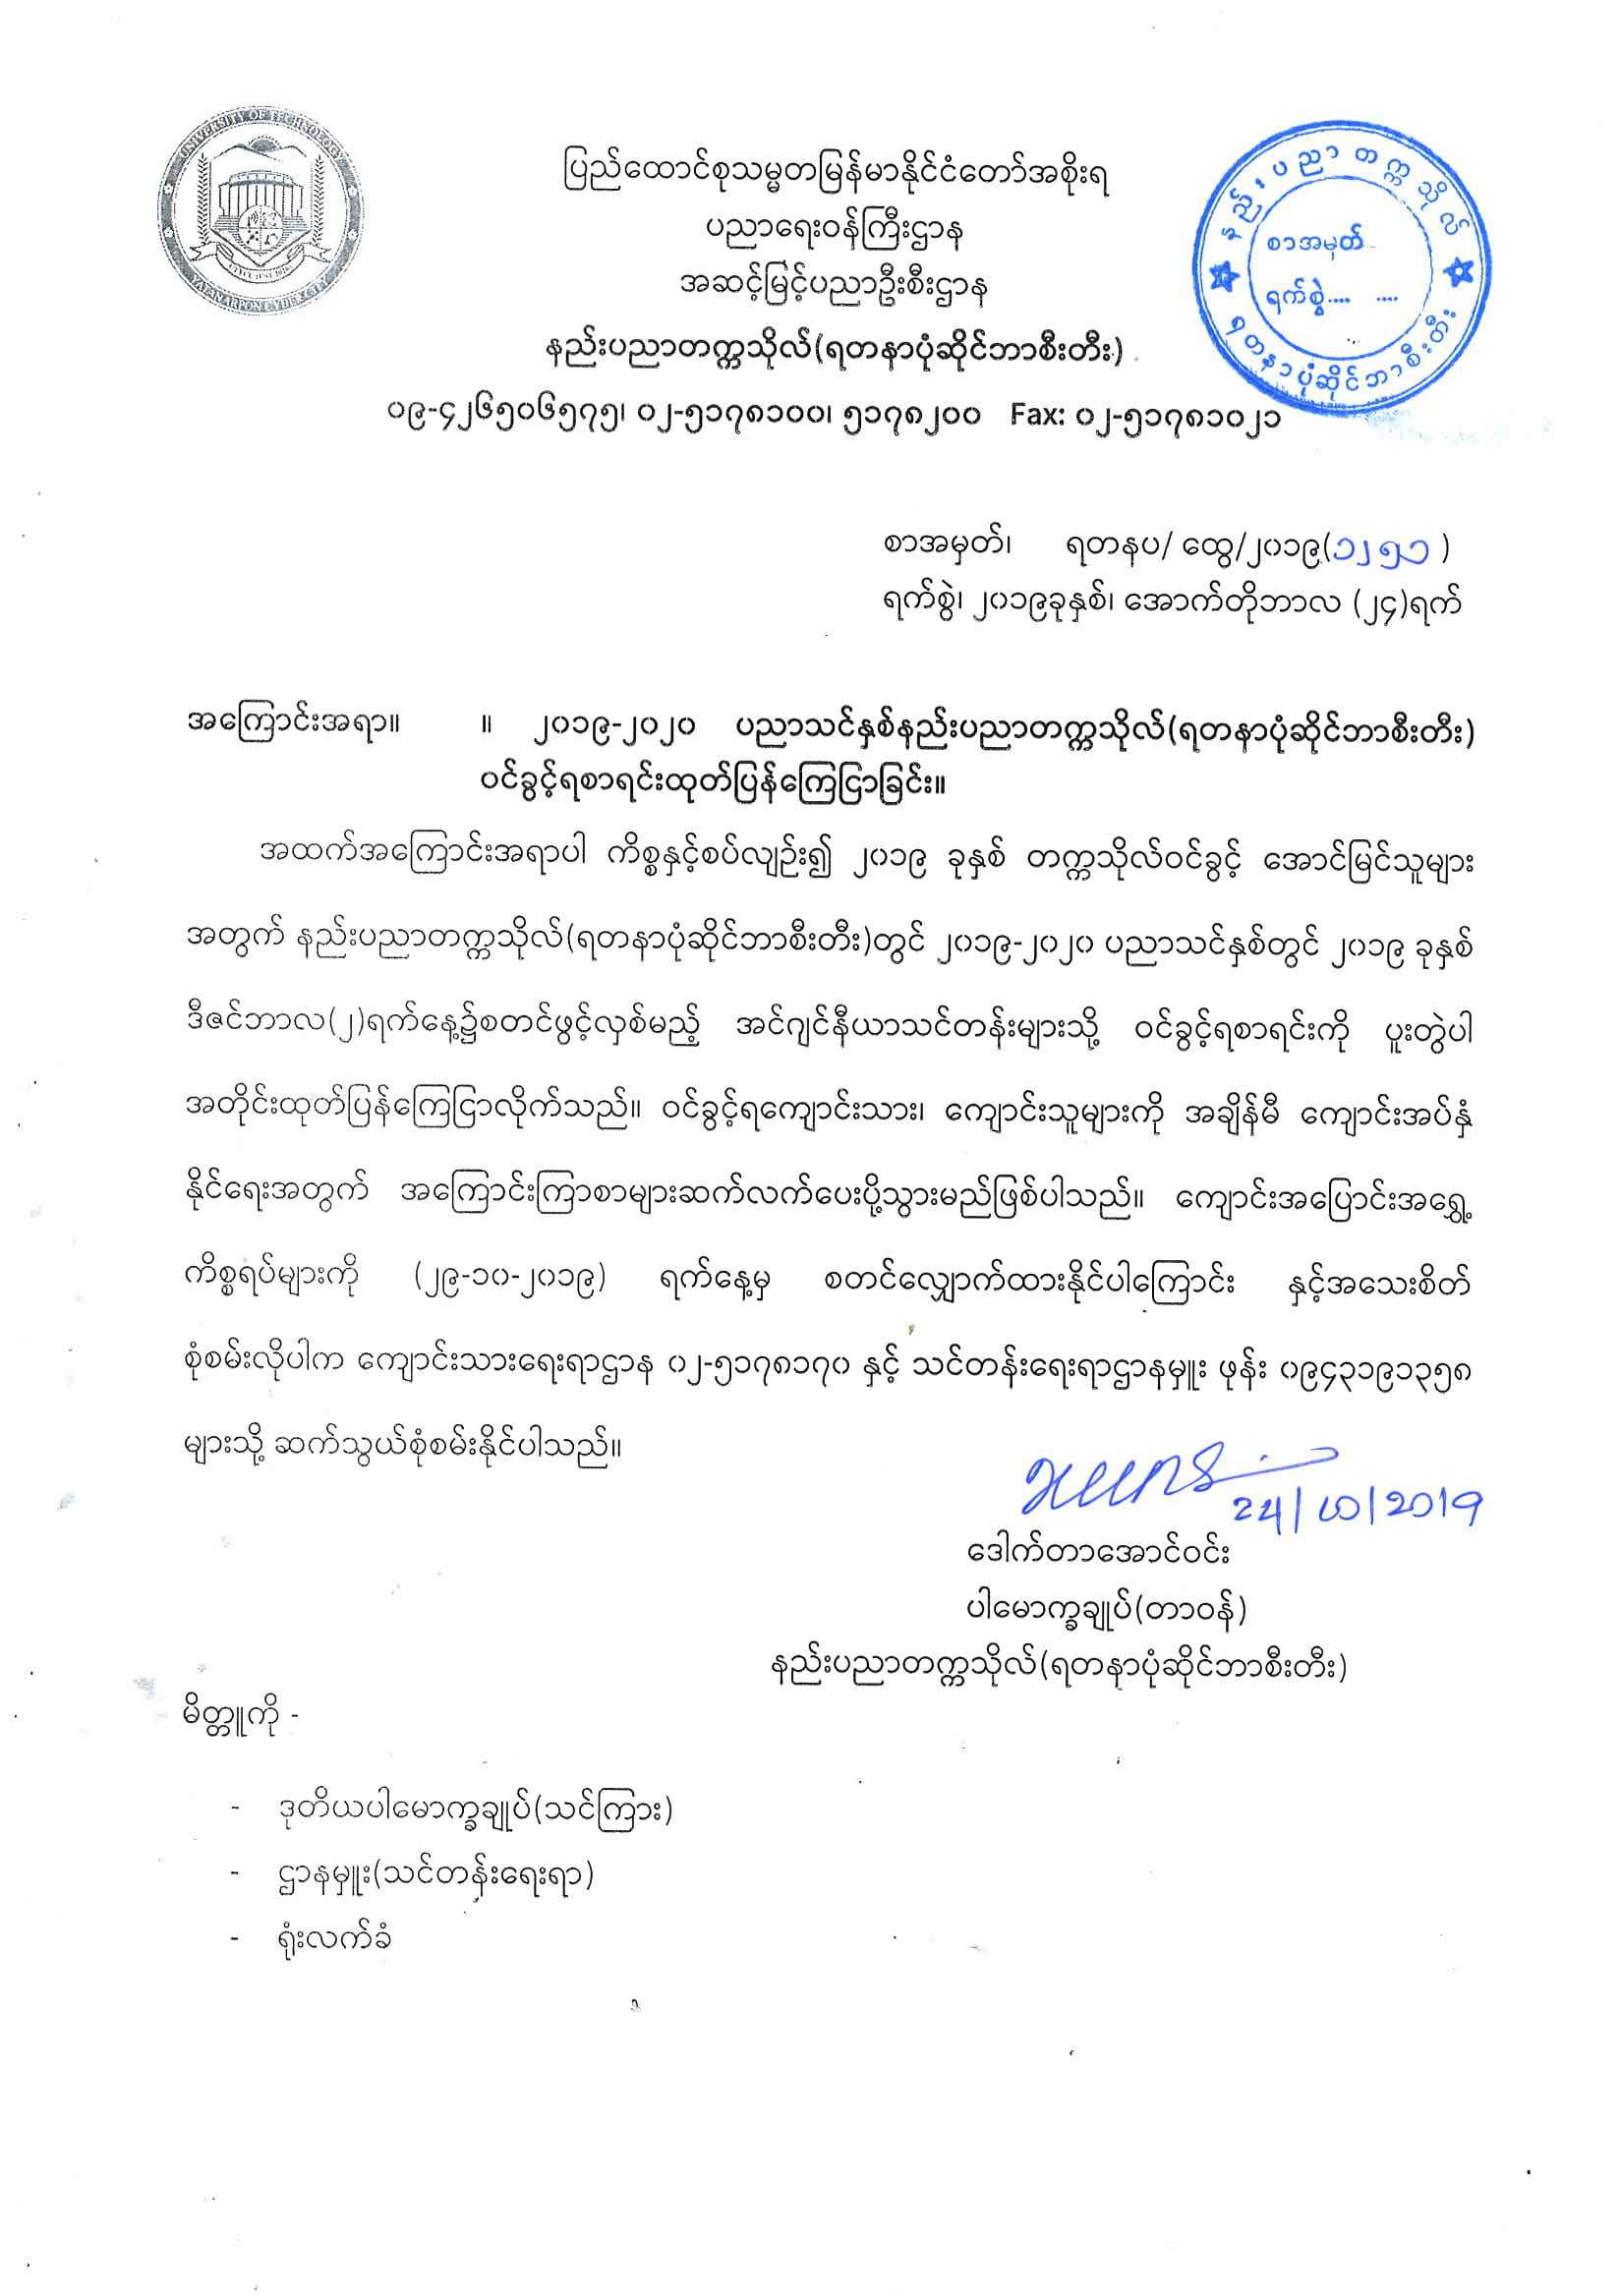 UNIVERSITY OF TECHNOLOGY
YATANARPON CYBER CITY
ပြည်ထောင်စုသမ္မတမြန်မာနိုင်ငံတော်အစိုးရ
ပညာရေးဝန်ကြီးဌာန
အဆင့်မြင့်ပညာဦးစီးဌာန
နည်းပညာတက္ကသိုလ်(ရတနာပုံဆိုင်ဘာစီးတီး)
၀၉-၄၂၆၅၀၆၅၇၅၊ ၀၂-၅၁၇၈၁၀၀၊ ၅၁၇၈၂၀၀ Fax: ၀၂-၅၁၇၈၁၀၂၁
နည်းပညာတက္ကသိုလ်
စာအမှတ်
ရက်စွဲ.... ....
ရတနာပုံဆိုင်ဘာစီးတီး
စာအမှတ်၊ ရတနပ/ ထွေ/၂၀၁၉(၁၂၅၁ )
ရက်စွဲ၊ ၂၀၁၉ခုနှစ်၊ အောက်တိုဘာလ (၂၄)ရက်
အကြောင်းအရာ။ ။ ၂၀၁၉-၂၀၂၀ ပညာသင်နှစ်နည်းပညာတက္ကသိုလ်(ရတနာပုံဆိုင်ဘာစီးတီး)
ဝင်ခွင့်ရစာရင်းထုတ်ပြန်ကြေငြာခြင်း။
အထက်အကြောင်းအရာပါ ကိစ္စနှင့်စပ်လျဉ်း၍ ၂၀၁၉ ခုနှစ် တက္ကသိုလ်ဝင်ခွင့် အောင်မြင်သူများ
အတွက် နည်းပညာတက္ကသိုလ်(ရတနာပုံဆိုင်ဘာစီးတီး)တွင် ၂၀၁၉-၂၀၂၀ ပညာသင်နှစ်တွင် ၂၀၁၉ ခုနှစ်
ဒီဇင်ဘာလ(၂)ရက်နေ့၌စတင်ဖွင့်လှစ်မည့် အင်ဂျင်နီယာသင်တန်းများသို့ ဝင်ခွင့်ရစာရင်းကို ပူးတွဲပါ
အတိုင်းထုတ်ပြန်ကြေငြာလိုက်သည်။ ဝင်ခွင့်ရကျောင်းသား၊ ကျောင်းသူများကို အချိန်မီ ကျောင်းအပ်နှံ
နိုင်ရေးအတွက် အကြောင်းကြာစာများဆက်လက်ပေးပို့သွားမည်ဖြစ်ပါသည်။ ကျောင်းအပြောင်းအရွှေ့
ကိစ္စရပ်များကို (၂၉-၁၀-၂၀၁၉) ရက်နေ့မှ စတင်လျှောက်ထားနိုင်ပါကြောင်း နှင့်အသေးစိတ်
စုံစမ်းလိုပါက ကျောင်းသားရေးရာဌာန ၀၂-၅၁၇၈၁၇၀ နှင့် သင်တန်းရေးရာဌာနမှူး ဖုန်း ၀၉၄၃၁၉၁၃၅၈
များသို့ ဆက်သွယ်စုံစမ်းနိုင်ပါသည်။
24/10/2019
ဒေါက်တာအောင်ဝင်း
ပါမောက္ခချုပ်(တာဝန်)
နည်းပညာတက္ကသိုလ်(ရတနာပုံဆိုင်ဘာစီးတီး)
မိတ္တူကို -
- ဒုတိယပါမောက္ခချုပ်(သင်ကြား)
- ဌာနမှူး(သင်တန်းရေးရာ)
- ရုံးလက်ခံ